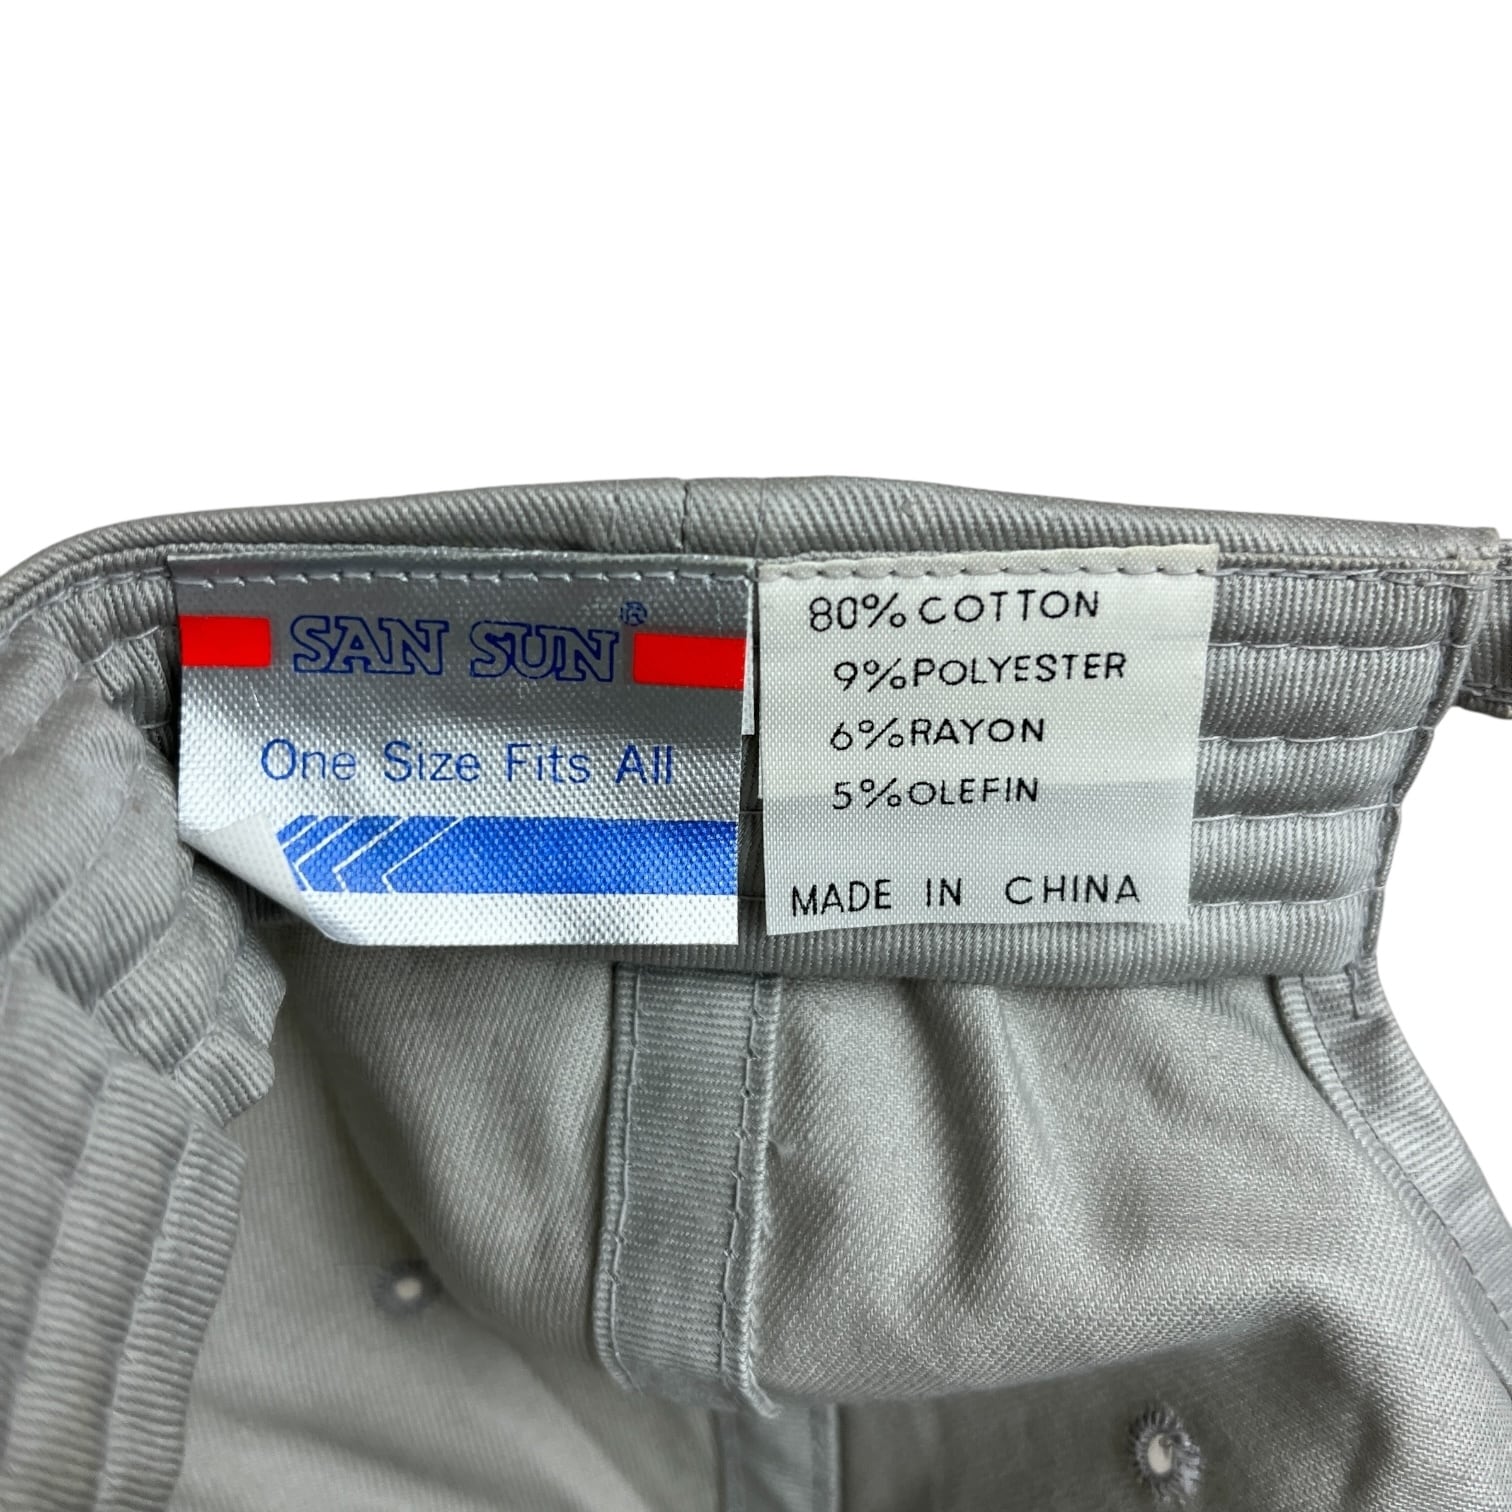 SAN SUN®
One Size Fits All
80% COTTON
9% POLYESTER
6% RAYON
5% OLEFIN
MADE IN CHINA